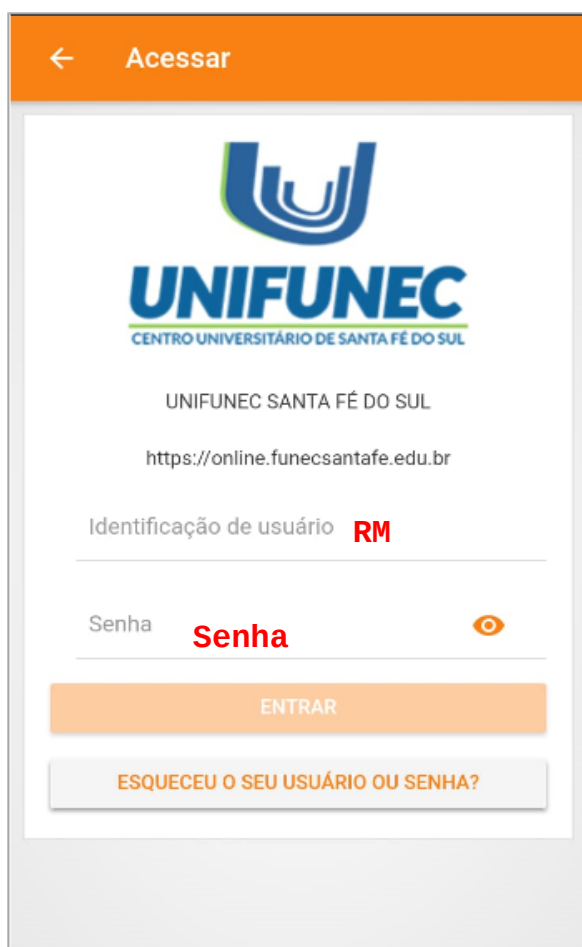 Acessar
UNIFUNEC
CENTRO UNIVERSITÁRIO DE SANTA FÉ DO SUL
UNIFUNEC SANTA FÉ DO SUL
https://online.funecsantafe.edu.br
Identificação de usuário RM
Senha Senha
ENTRAR
ESQUECEU O SEU USUÁRIO OU SENHA?